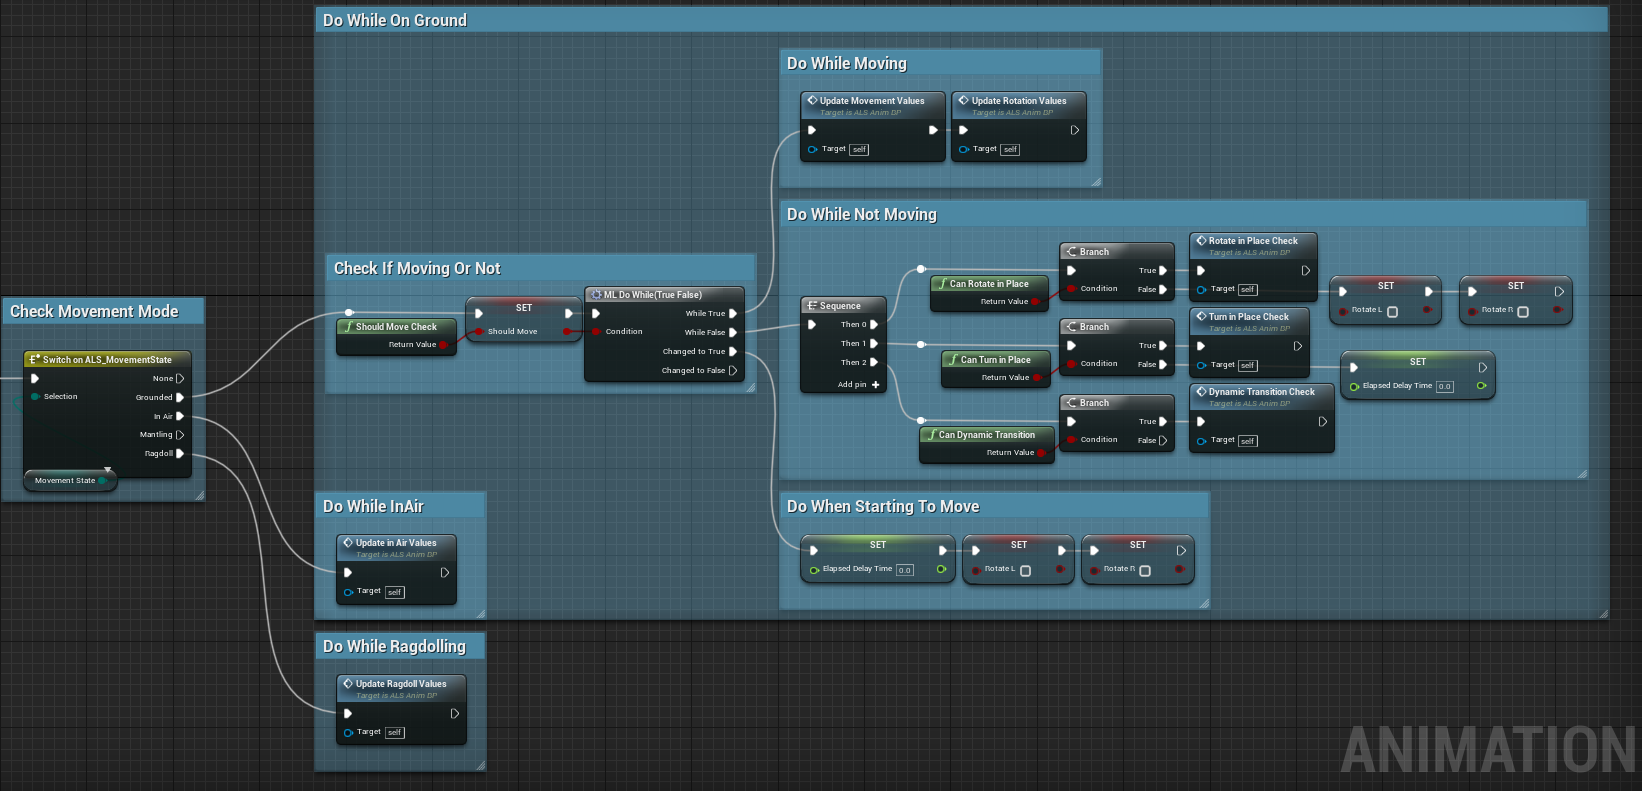 Do While On Ground
Do While Moving
Update Movement Values
Target is ALS Anim BP
Target self
Update Rotation Values
Target is ALS Anim BP
Target self
Do While Not Moving
Sequence
Then 0
Then 1
Then 2
Add pin
Can Rotate in Place
Return Value
Branch
True
Condition
False
Rotate in Place Check
Target is ALS Anim BP
Target self
SET
Rotate L
SET
Rotate R
Can Turn in Place
Return Value
Branch
True
Condition
False
Turn in Place Check
Target is ALS Anim BP
Target self
SET
Elapsed Delay Time 0.0
Can Dynamic Transition
Return Value
Branch
True
Condition
False
Dynamic Transition Check
Target is ALS Anim BP
Target self
Check If Moving Or Not
Should Move Check
Return Value
SET
Should Move
ML Do While(True False)
While True
While False
Condition
Changed to True
Changed to False
Check Movement Mode
Switch on ALS_MovementState
None
Selection
Grounded
In Air
Mantling
Ragdoll
Movement State
Do While InAir
Update in Air Values
Target is ALS Anim BP
Target self
Do When Starting To Move
SET
Elapsed Delay Time 0.0
SET
Rotate L
SET
Rotate R
Do While Ragdolling
Update Ragdoll Values
Target is ALS Anim BP
Target self
ANIMATION